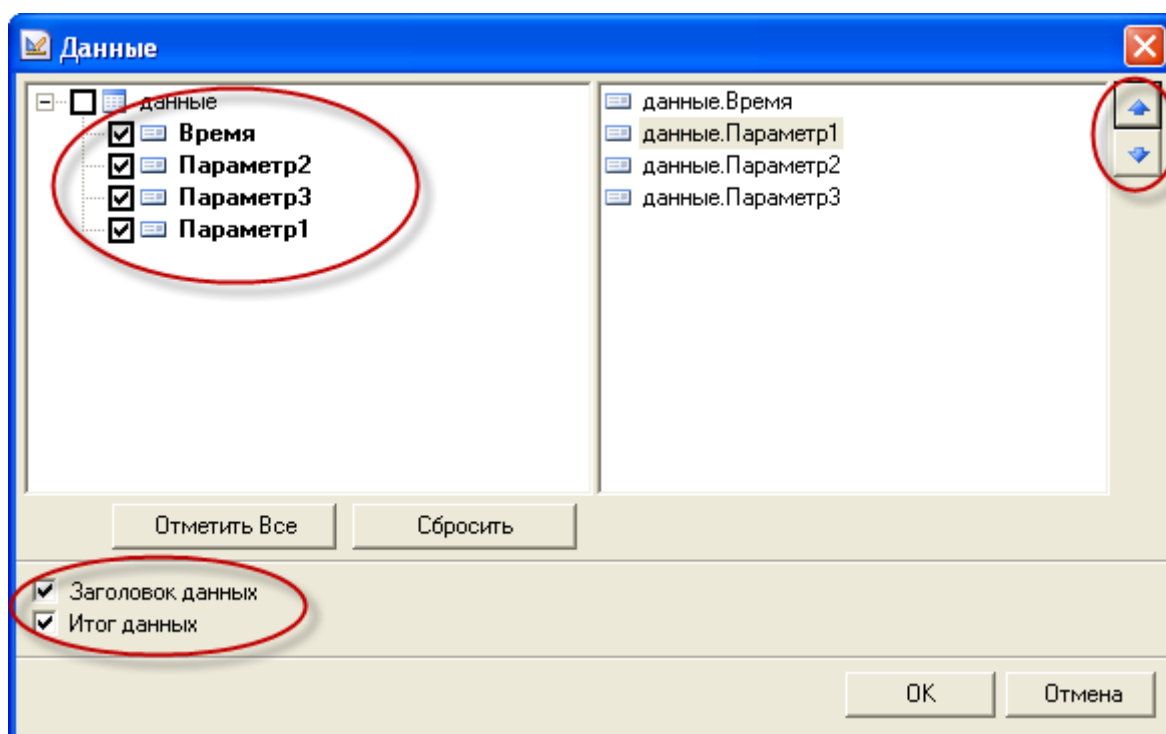 Данные
данные
Время
Параметр2
Параметр3
Параметр1
данные.Время
данные.Параметр1
данные.Параметр2
данные.Параметр3
Отметить Все
Сбросить
Заголовок данных
Итог данных
OK
Отмена